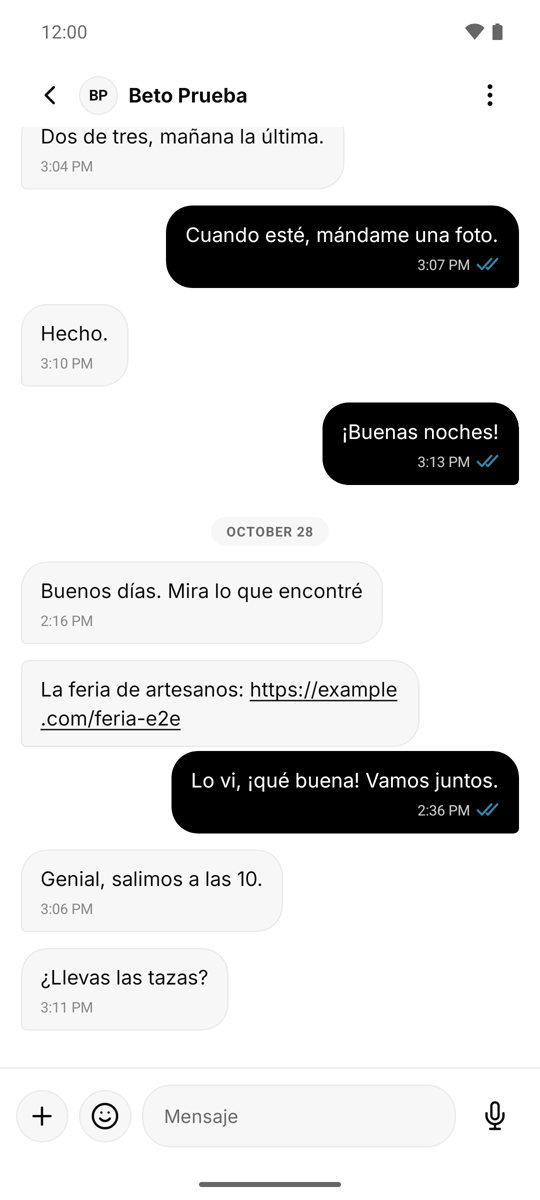 12:00
BP
Beto Prueba
Dos de tres, mañana la última.
3:04 PM
Cuando esté, mándame una foto.
3:07 PM
Hecho.
3:10 PM
¡Buenas noches!
3:13 PM
OCTOBER 28
Buenos días. Mira lo que encontré
2:16 PM
La feria de artesanos: https://example
.com/feria-e2e
Lo vi, ¡qué buena! Vamos juntos.
2:36 PM
Genial, salimos a las 10.
3:06 PM
¿Llevas las tazas?
3:11 PM
Mensaje